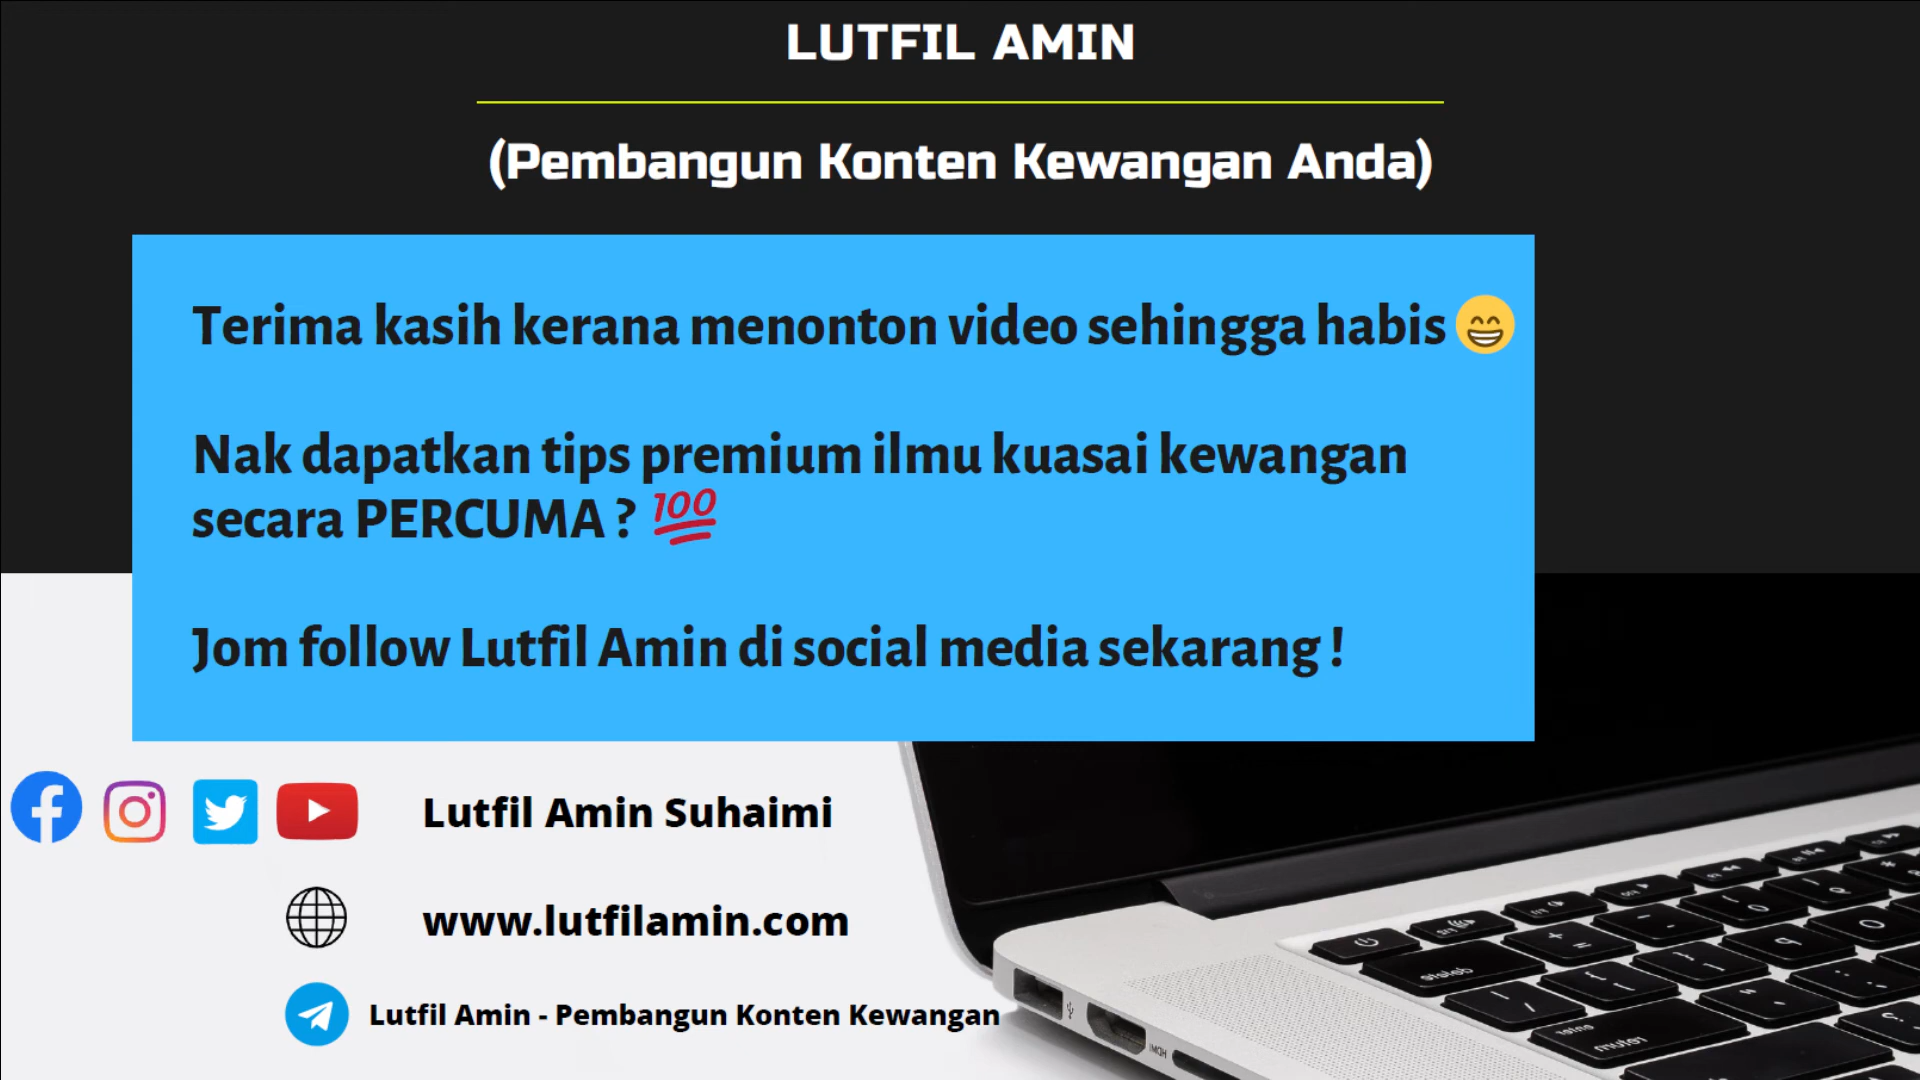 LUTFIL AMIN
(Pembangun Konten Kewangan Anda)
Terima kasih kerana menonton video sehingga habis 😁
Nak dapatkan tips premium ilmu kuasai kewangan
secara PERCUMA ? 💯
Jom follow Lutfil Amin di social media sekarang !
Lutfil Amin Suhaimi
www.lutfilamin.com
Lutfil Amin - Pembangun Konten Kewangan